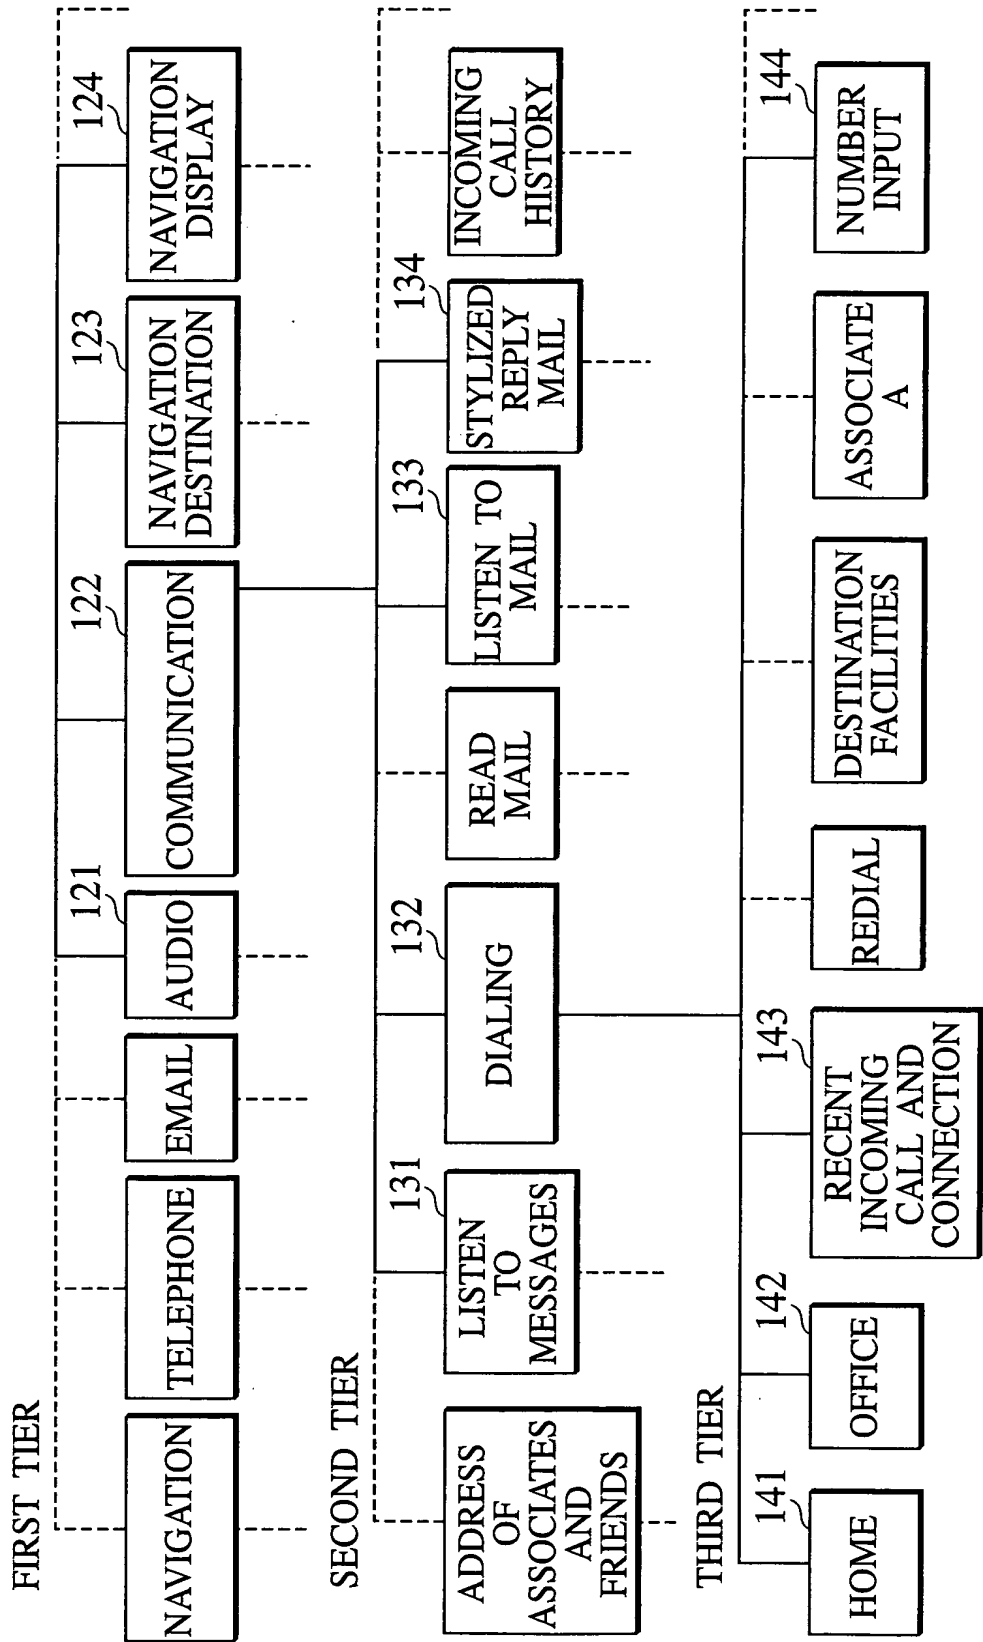 FIRST TIER
NAVIGATION
TELEPHONE
EMAIL
121
AUDIO
122
COMMUNICATION
123
NAVIGATION
DESTINATION
124
NAVIGATION
DISPLAY
SECOND TIER
ADDRESS
OF
ASSOCIATES
AND
FRIENDS
131
LISTEN
TO
MESSAGES
132
DIALING
READ
MAIL
133
LISTEN TO
MAIL
134
STYLIZED
REPLY
MAIL
INCOMING
CALL
HISTORY
THIRD TIER
141
HOME
142
OFFICE
143
RECENT
INCOMING
CALL AND
CONNECTION
REDIAL
DESTINATION
FACILITIES
ASSOCIATE
A
144
NUMBER
INPUT